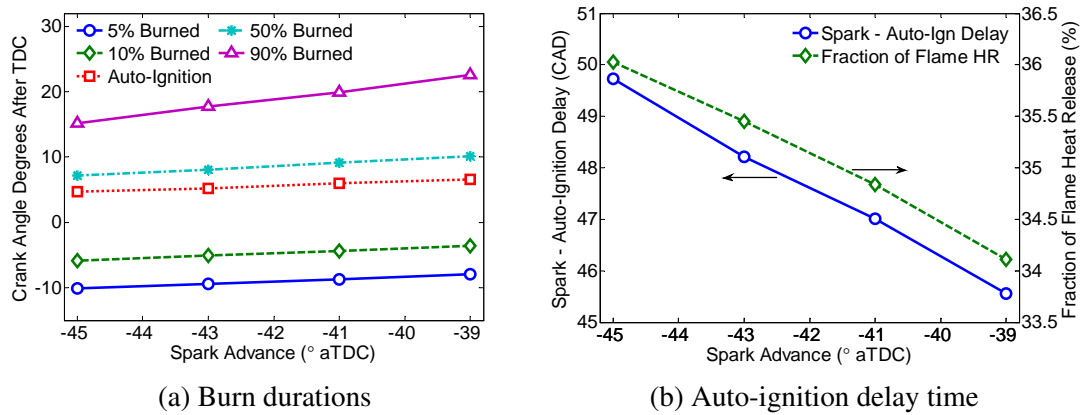 Crank Angle Degrees After TDC
30
20
10
0
-10
5% Burned
50% Burned
10% Burned
90% Burned
Auto-Ignition
-45 -44 -43 -42 -41 -40 -39
Spark Advance (° aTDC)
(a) Burn durations
Spark - Auto-Ignition Delay (CAD)
51
50
49
48
47
46
45
Spark - Auto-Ign Delay
Fraction of Flame HR
36.5
36
35.5
35
34.5
34
33.5
Fraction of Flame Heat Release (%)
-45 -44 -43 -42 -41 -40 -39
Spark Advance (° aTDC)
(b) Auto-ignition delay time